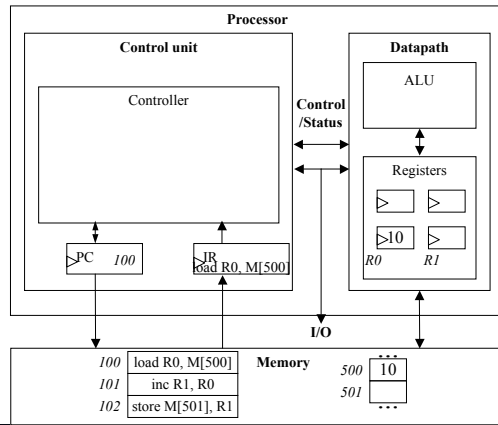 Processor
Control unit
Datapath
Controller
ALU
Control
/Status
Registers
10
R0 R1
PC 100
IR
load R0, M[500]
I/O
Memory
100 load R0, M[500]
101 inc R1, R0
102 store M[501], R1
...
500 10
501
...